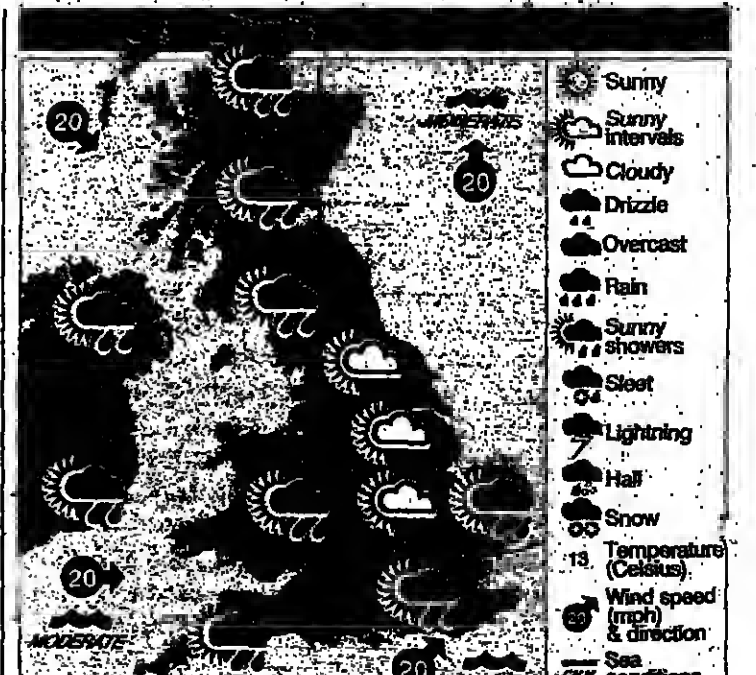 20
MODERATE
20
20
MODERATE
20
Sunny
Sunny
intervals
Cloudy
Drizzle
Overcast
Rain
Sunny
showers
Sleet
Lightning
Hail
Snow
13 Temperature
(Celsius)
Wind speed
(mph)
& direction
Sea
conditions